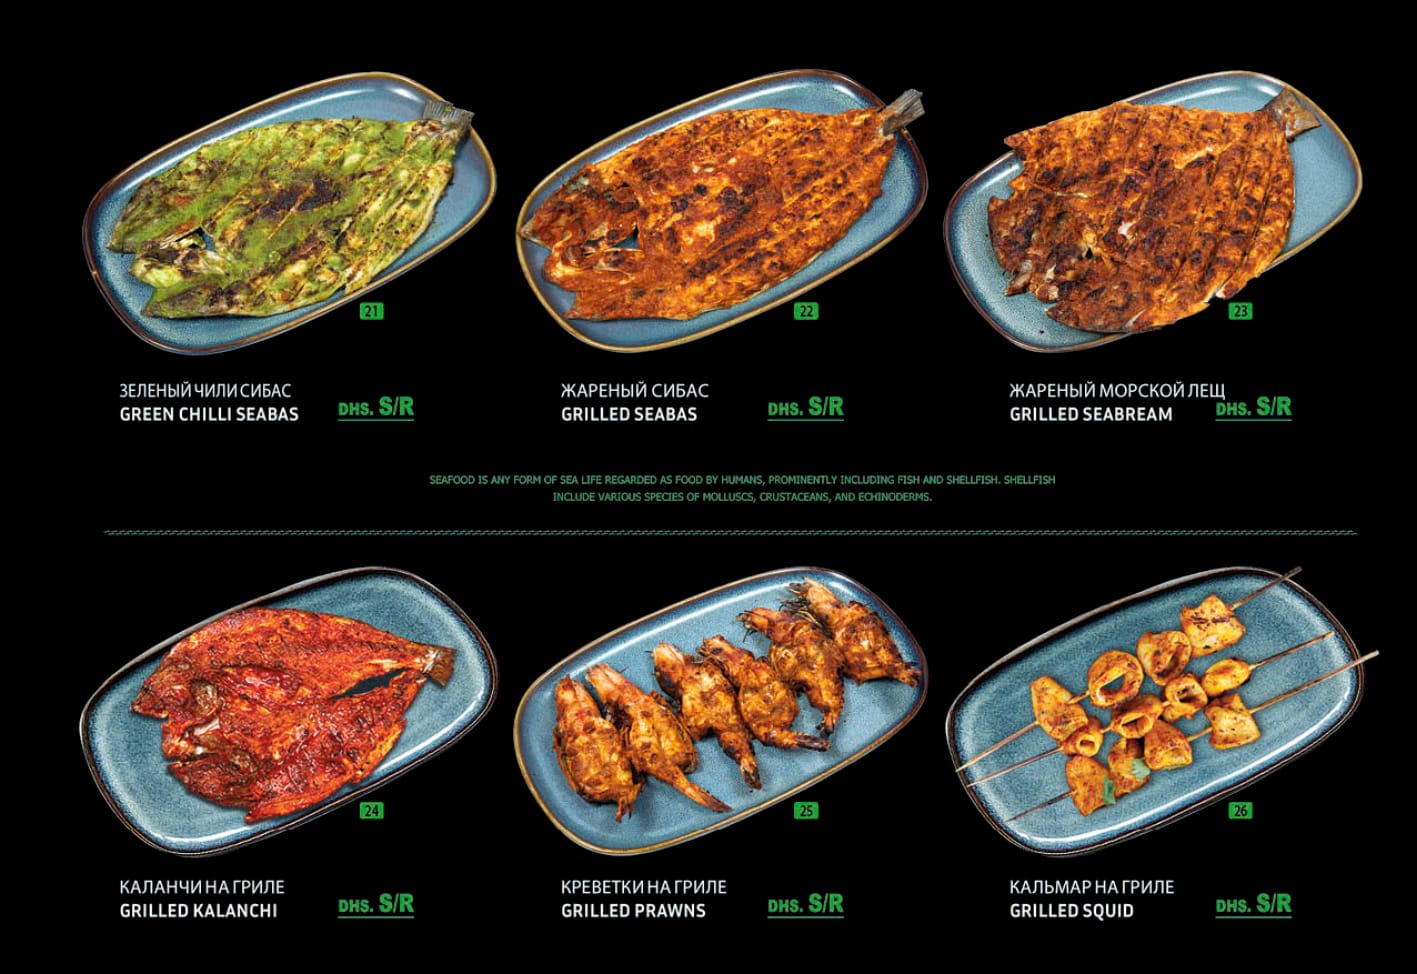 21
22
23
ЗЕЛЕНЫЙ ЧИЛИ СИБАС
GREEN CHILLI SEABAS
DHS. S/R
ЖАРЕНЫЙ СИБАС
GRILLED SEABAS
DHS. S/R
ЖАРЕНЫЙ МОРСКОЙ ЛЕЩ
GRILLED SEABREAM
DHS. S/R
SEAFOOD IS ANY FORM OF SEA LIFE REGARDED AS FOOD BY HUMANS, PROMINENTLY INCLUDING FISH AND SHELLFISH. SHELLFISH
INCLUDE VARIOUS SPECIES OF MOLLUSCS, CRUSTACEANS, AND ECHINODERMS.
24
25
26
КАЛАНЧИ НА ГРИЛЕ
GRILLED KALANCHI
DHS. S/R
КРЕВЕТКИ НА ГРИЛЕ
GRILLED PRAWNS
DHS. S/R
КАЛЬМАР НА ГРИЛЕ
GRILLED SQUID
DHS. S/R